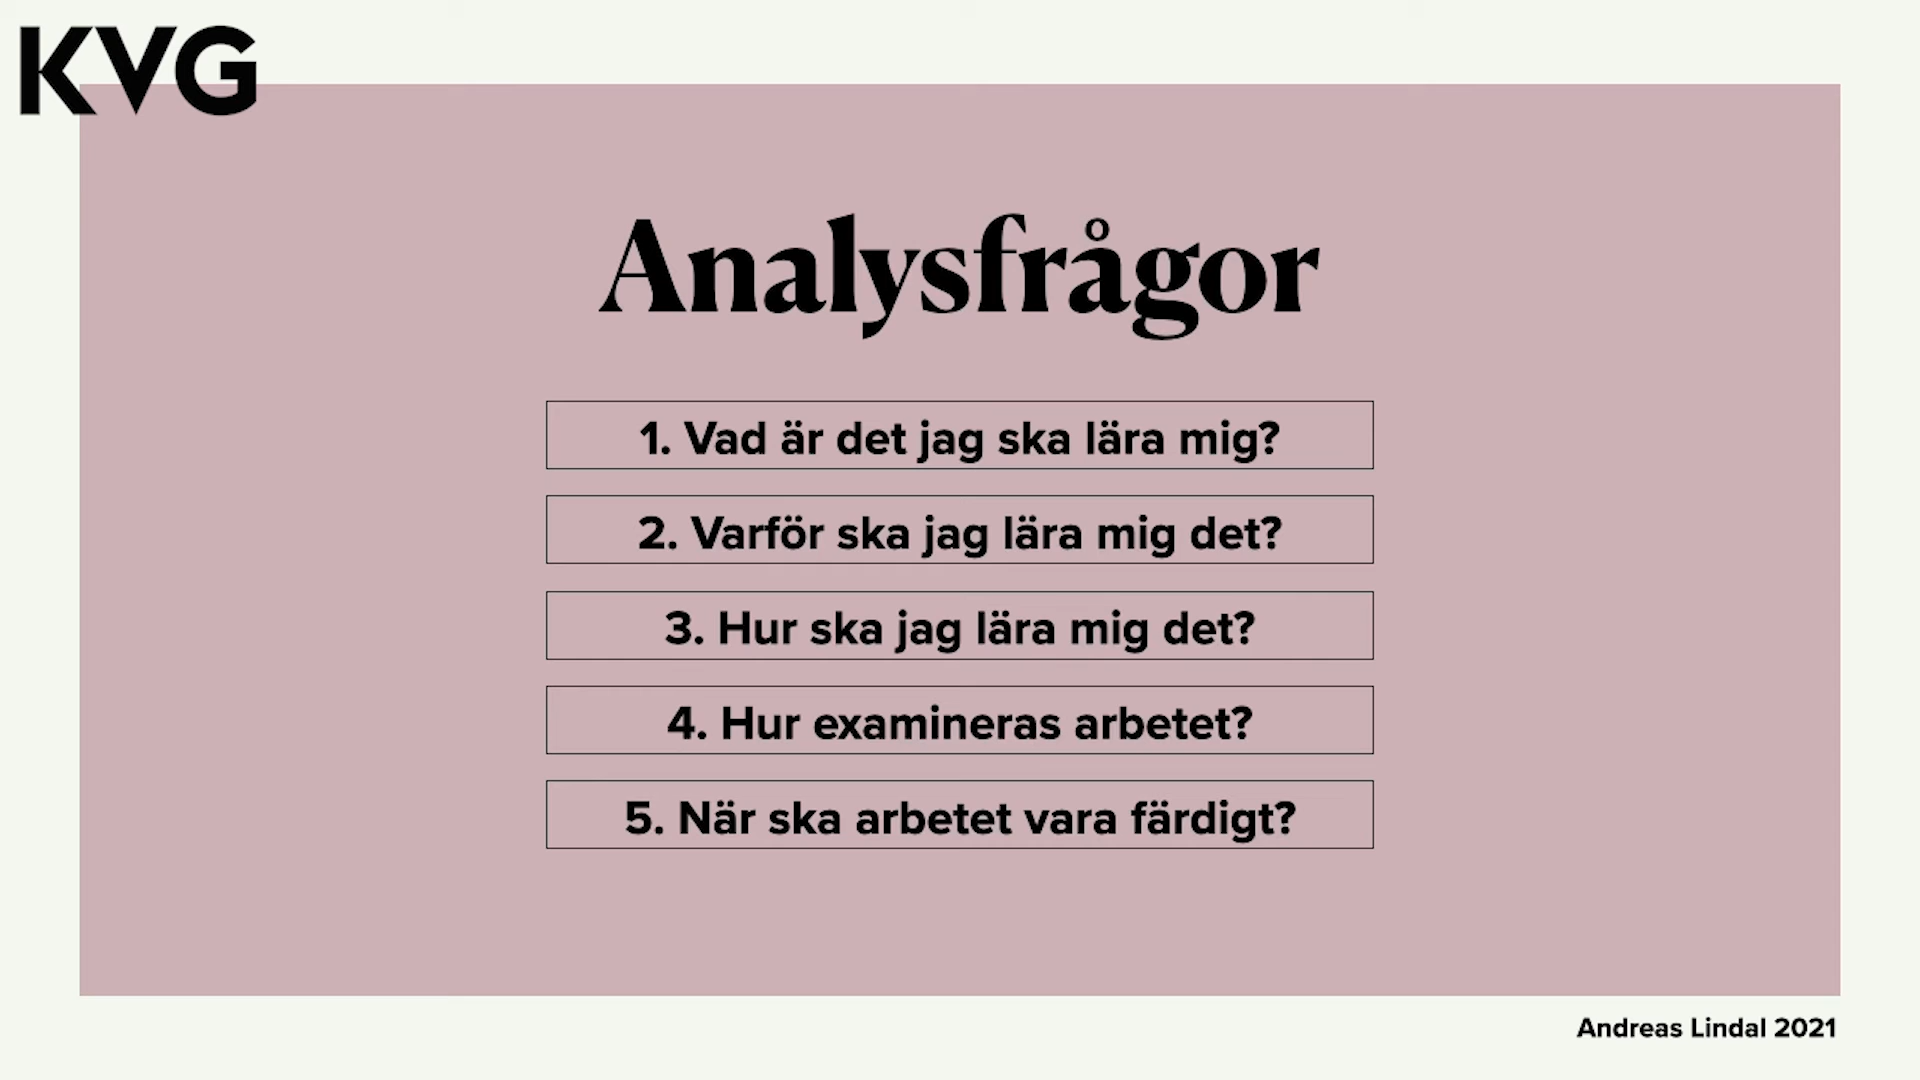 KVG
Analysfrågor
1. Vad är det jag ska lära mig?
2. Varför ska jag lära mig det?
3. Hur ska jag lära mig det?
4. Hur examineras arbetet?
5. När ska arbetet vara färdigt?
Andreas Lindal 2021